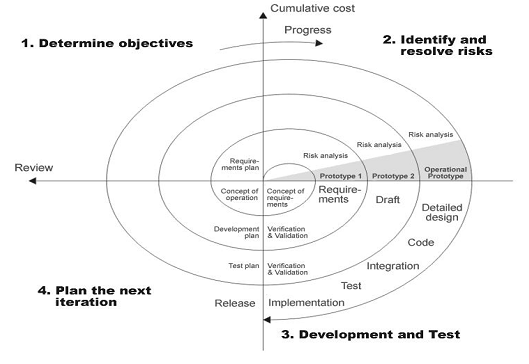 Cumulative cost
Progress
1. Determine objectives
2. Identify and
resolve risks
Review
Risk analysis
Risk analysis
Risk analysis
Require-
ments plan
Prototype 1
Prototype 2
Operational
Prototype
Concept of
operation
Concept of
require-
ments
Require-
ments
Draft
Detailed
design
Development
plan
Verification
& Validation
Code
Test plan
Verification
& Validation
Integration
Test
4. Plan the next
iteration
Release
Implementation
3. Development and Test